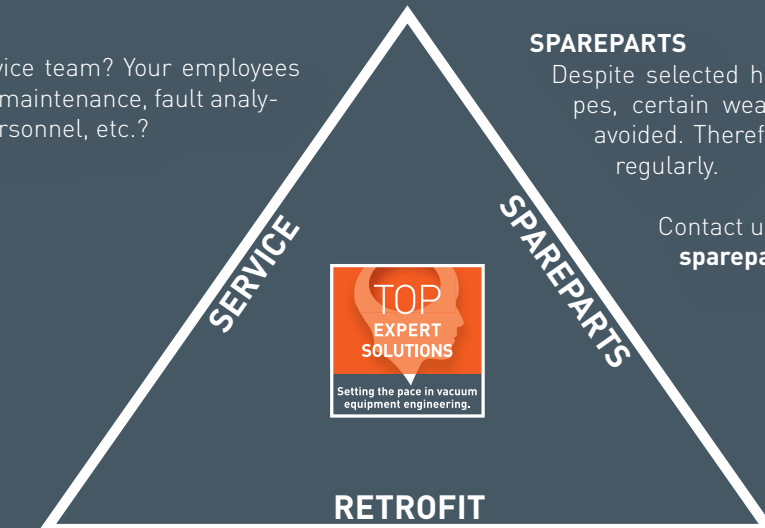 vice team? Your employees
maintenance, fault analy-
rsonnel, etc.?
SPAREPARTS
Despite selected h
pes, certain wea
avoided. Theref
regularly.
Contact u
sparepa
SERVICE
SPAREPARTS
TOP
EXPERT
SOLUTIONS
Setting the pace in vacuum
equipment engineering.
RETROFIT